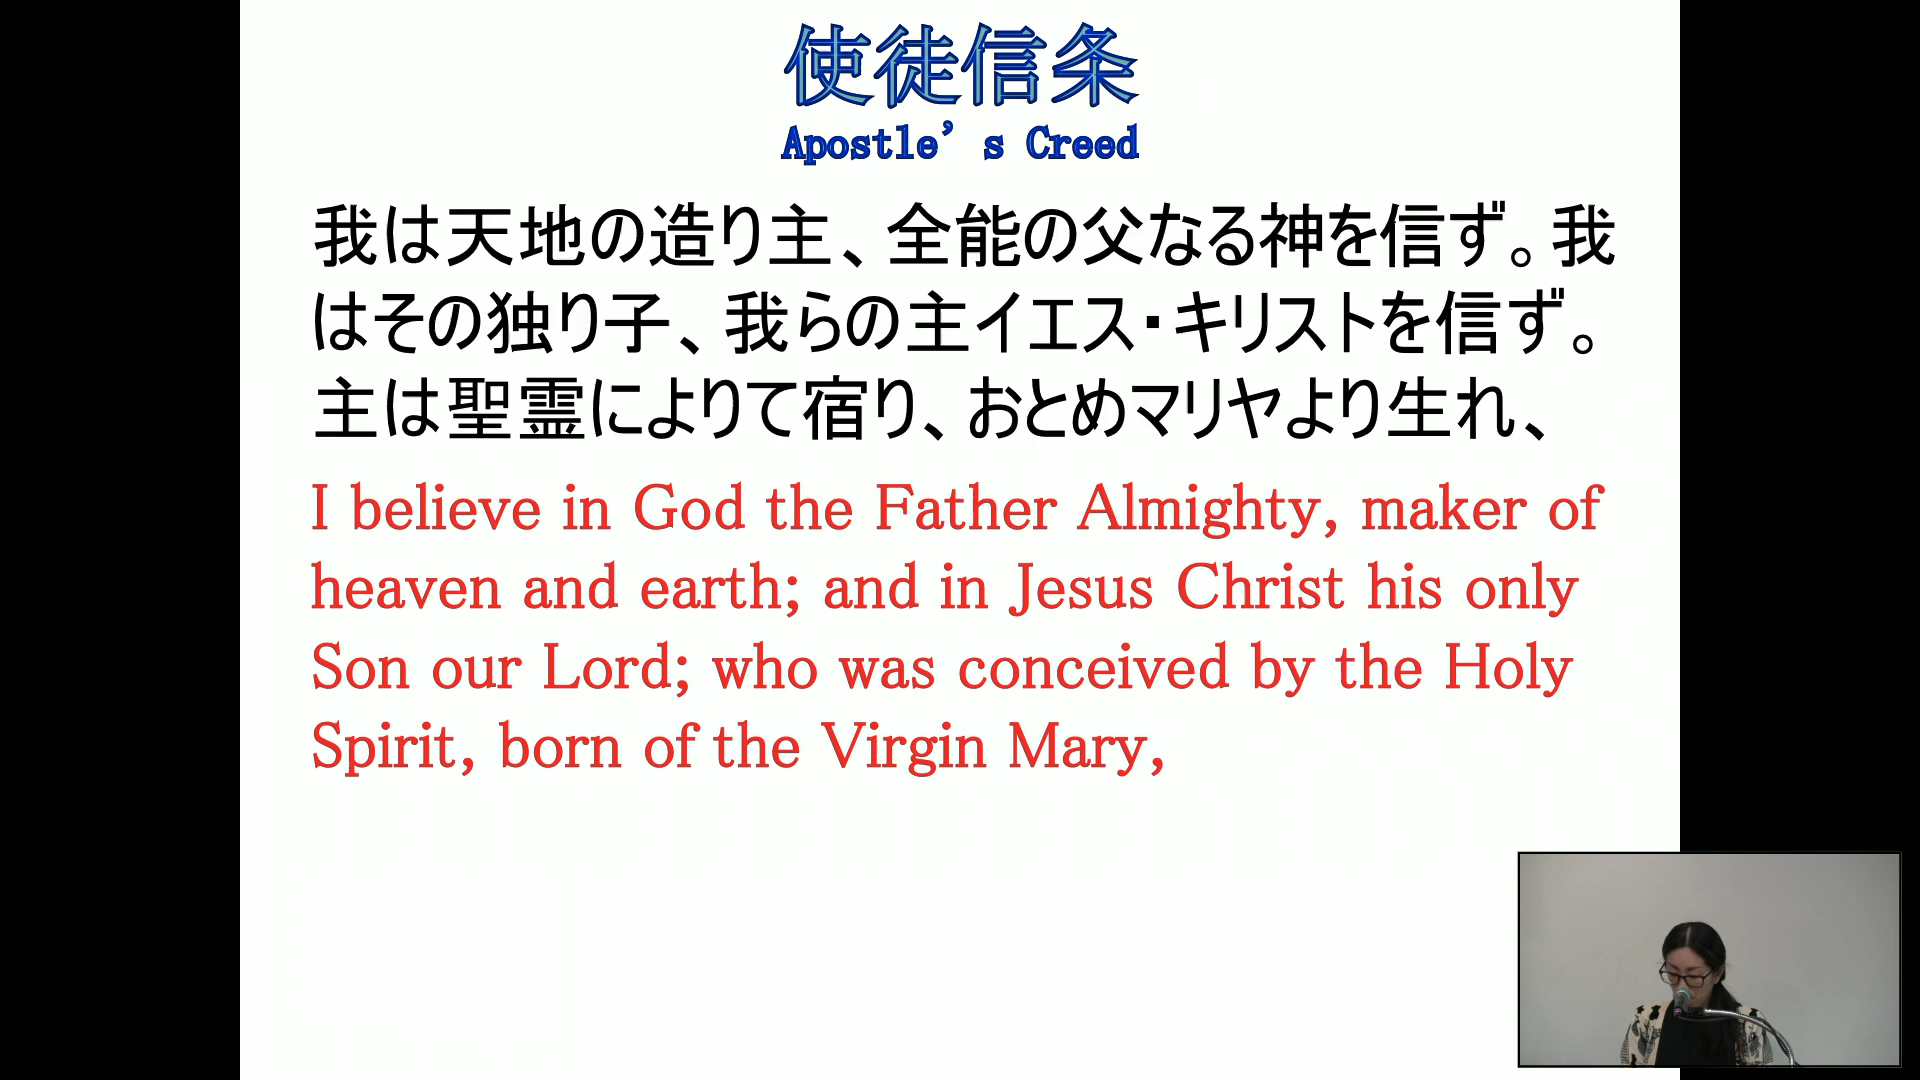 使徒信条
Apostle’s Creed
我は天地の造り主、全能の父なる神を信ず。我
はその独り子、我らの主イエス・キリストを信ず。
主は聖霊によりて宿り、おとめマリヤより生れ、
I believe in God the Father Almighty, maker of
heaven and earth; and in Jesus Christ his only
Son our Lord; who was conceived by the Holy
Spirit, born of the Virgin Mary,